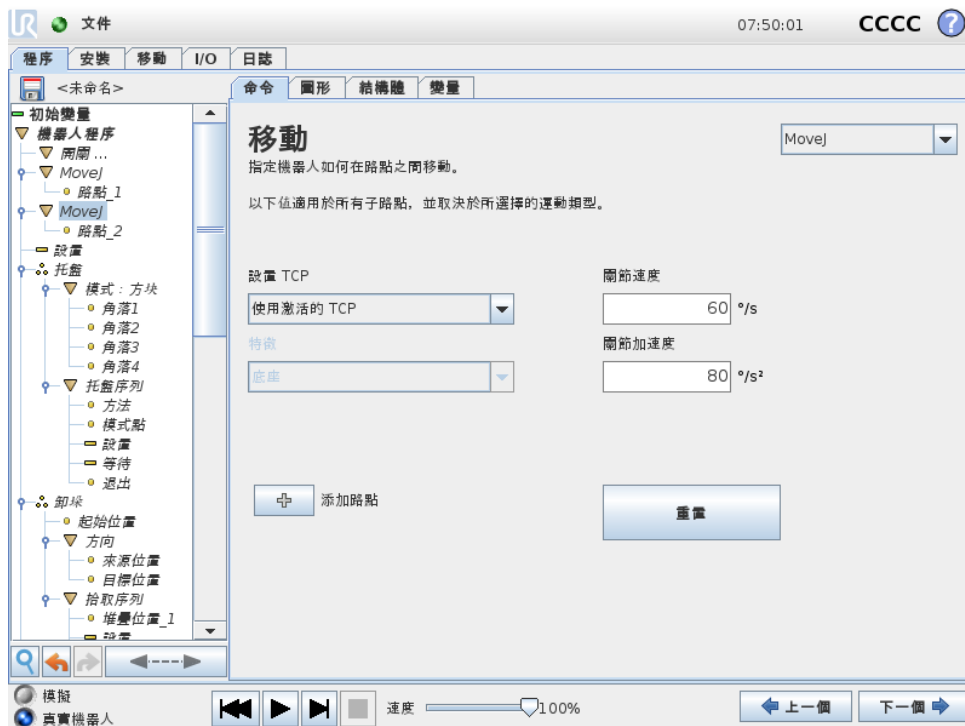 UR 文件 07:50:01 CCCC ?
程序 安裝 移動 I/O 日誌
<未命名>
命令 圖形 結構體 變量
初始變量
機器人程序
開關 ...
MoveJ
路點_1
MoveJ
路點_2
設置
托盤
模式：方块
角落1
角落2
角落3
角落4
托盤序列
方法
模式點
設置
等待
退出
卸垛
起始位置
方向
來源位置
目標位置
拾取序列
堆疊位置_1
設置
移動
MoveJ
指定機器人如何在路點之間移動。
以下值適用於所有子路點，並取決於所選擇的運動類型。
設置 TCP
使用激活的 TCP
特徵
底座
關節速度
60 °/s
關節加速度
80 °/s²
添加路點
重置
模擬
真實機器人
速度 100%
上一個 下一個